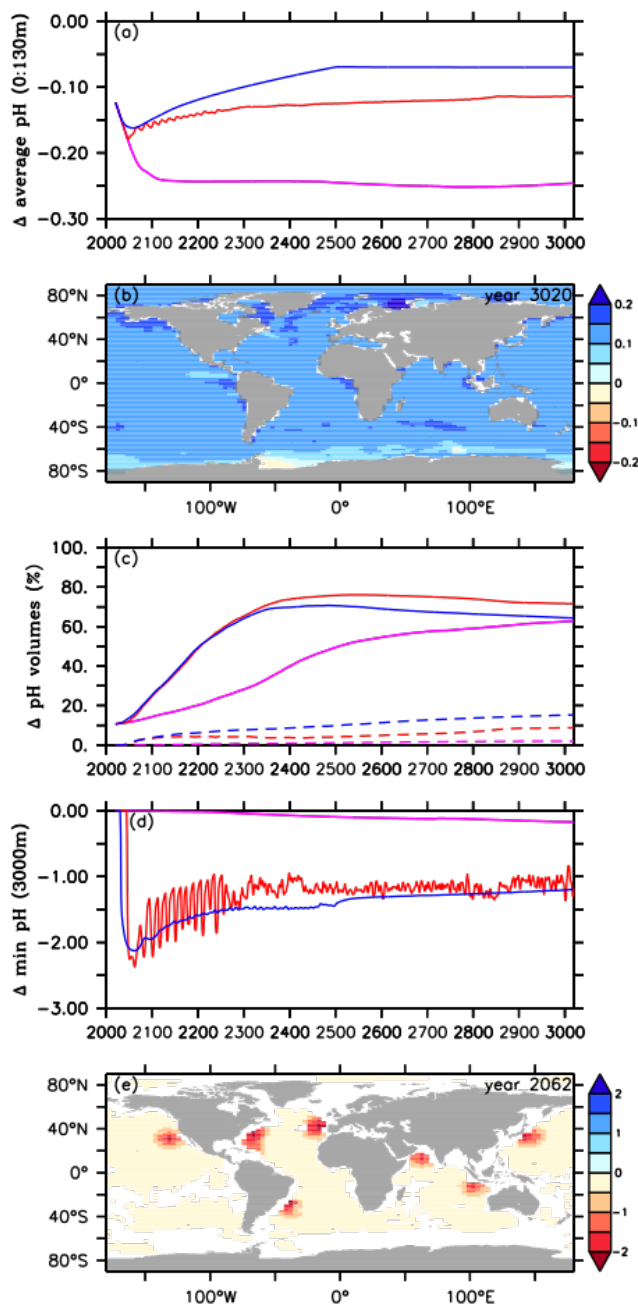 (a)
Δ average pH (0:130m)
0.00
−0.10
−0.20
−0.30
2000 2100 2200 2300 2400 2500 2600 2700 2800 2900 3000
(b)
year 3020
80°N
40°N
0°
40°S
80°S
100°W 0° 100°E
0.2
0.1
0
−0.1
−0.2
(c)
Δ pH volumes (%)
100.
80.
60.
40.
20.
0.
2000 2100 2200 2300 2400 2500 2600 2700 2800 2900 3000
(d)
Δ min pH (3000m)
0.00
−1.00
−2.00
−3.00
2000 2100 2200 2300 2400 2500 2600 2700 2800 2900 3000
(e)
year 2062
80°N
40°N
0°
40°S
80°S
100°W 0° 100°E
2
1
0
−1
−2